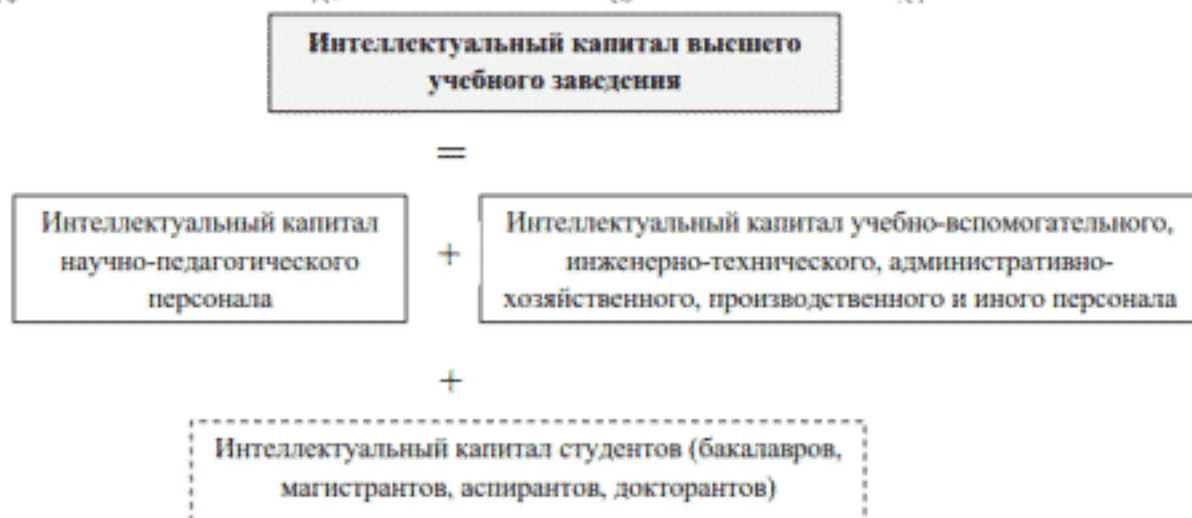 Интеллектуальный капитал высшего
учебного заведения
=
Интеллектуальный капитал
научно-педагогического
персонала
+
Интеллектуальный капитал учебно-вспомогательного,
инженерно-технического, административно-
хозяйственного, производственного и иного персонала
+
Интеллектуальный капитал студентов (бакалавров,
магистрантов, аспирантов, докторантов)